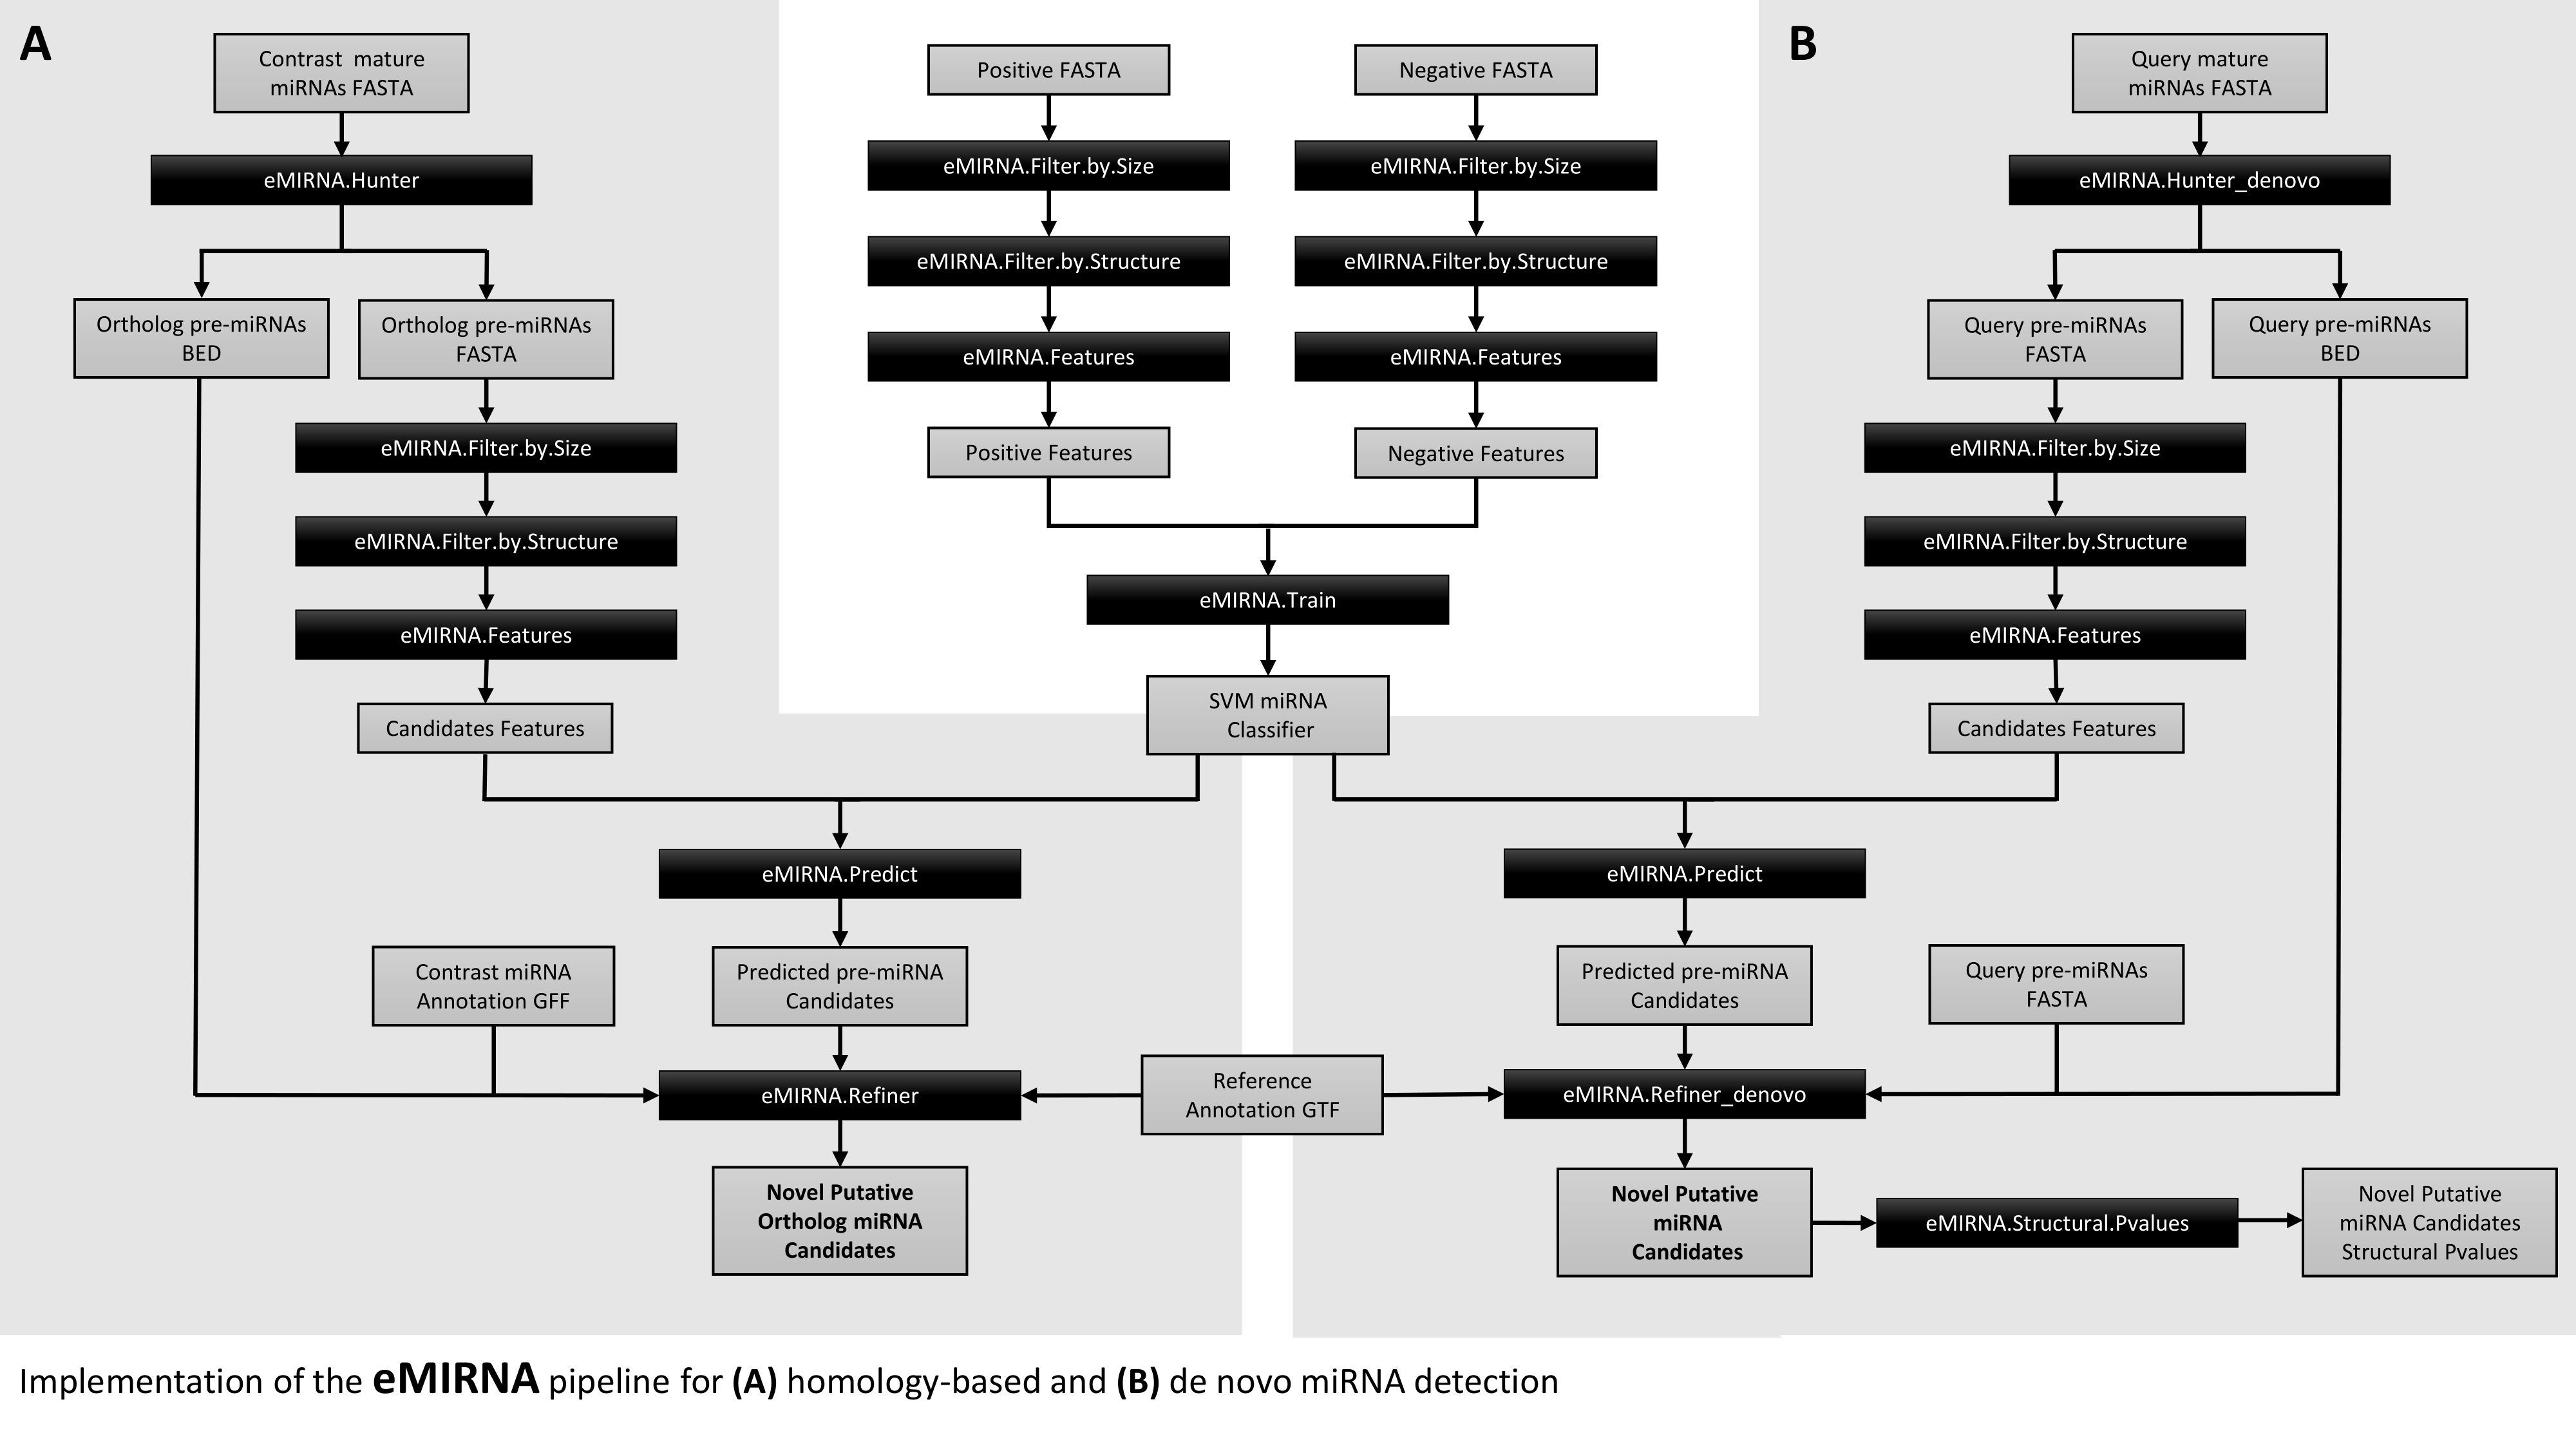 A
Contrast mature
miRNAs FASTA
eMIRNA.Hunter
Ortholog pre-miRNAs
BED
Ortholog pre-miRNAs
FASTA
eMIRNA.Filter.by.Size
eMIRNA.Filter.by.Structure
eMIRNA.Features
Candidates Features
Positive FASTA
eMIRNA.Filter.by.Size
eMIRNA.Filter.by.Structure
eMIRNA.Features
Positive Features
Negative FASTA
eMIRNA.Filter.by.Size
eMIRNA.Filter.by.Structure
eMIRNA.Features
Negative Features
eMIRNA.Train
SVM miRNA
Classifier
B
Query mature
miRNAs FASTA
eMIRNA.Hunter_denovo
Query pre-miRNAs
FASTA
Query pre-miRNAs
BED
eMIRNA.Filter.by.Size
eMIRNA.Filter.by.Structure
eMIRNA.Features
Candidates Features
eMIRNA.Predict
Contrast miRNA
Annotation GFF
Predicted pre-miRNA
Candidates
eMIRNA.Refiner
Novel Putative
Ortholog miRNA
Candidates
Reference
Annotation GTF
eMIRNA.Predict
Predicted pre-miRNA
Candidates
Query pre-miRNAs
FASTA
eMIRNA.Refiner_denovo
Novel Putative
miRNA
Candidates
eMIRNA.Structural.Pvalues
Novel Putative
miRNA Candidates
Structural Pvalues
Implementation of the eMIRNA pipeline for (A) homology-based and (B) de novo miRNA detection